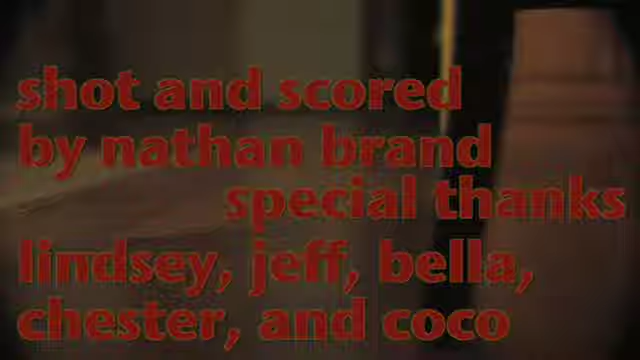 shot and scored
by nathan brand
special thanks
lindsey, jeff, bella,
chester, and coco